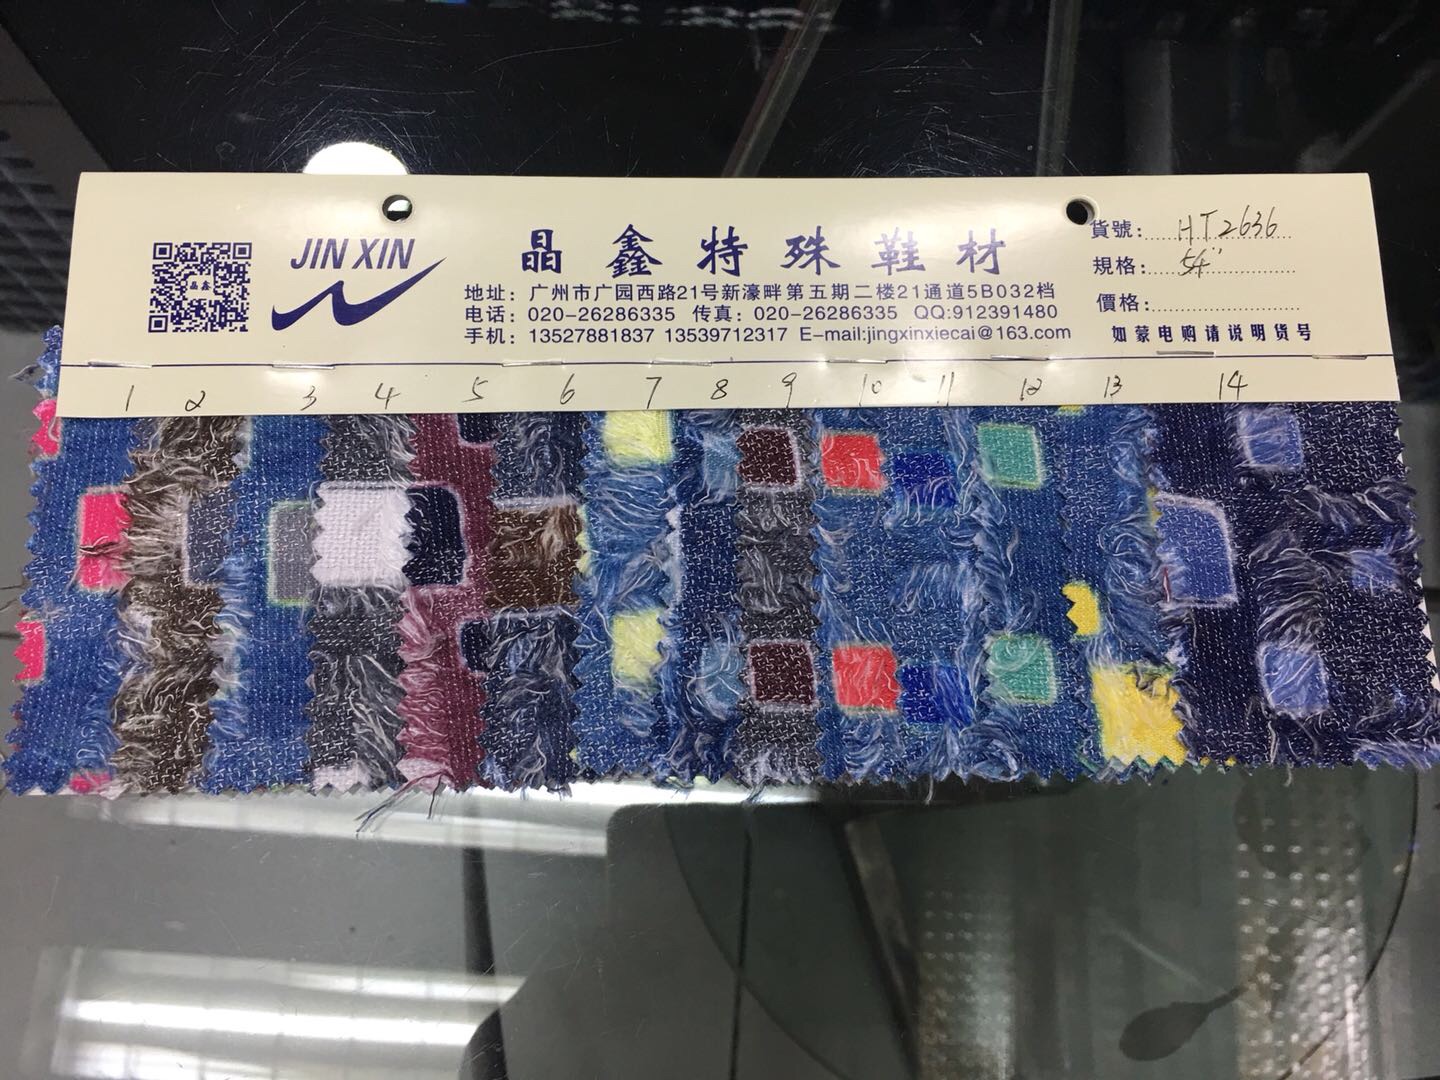 JIN XIN
晶鑫
晶鑫特殊鞋材
地址：广州市广园西路21号新濠畔第五期二楼21通道5B032档
电话：020-26286335 传真：020-26286335 QQ:912391480
手机：13527881837 13539712317 E-mail:jingxinxiecai@163.com
貨號： HT2636
規格： 54"
價格：
如蒙电购请说明货号
1 2 3 4 5 6 7 8 9 10 11 12 13 14